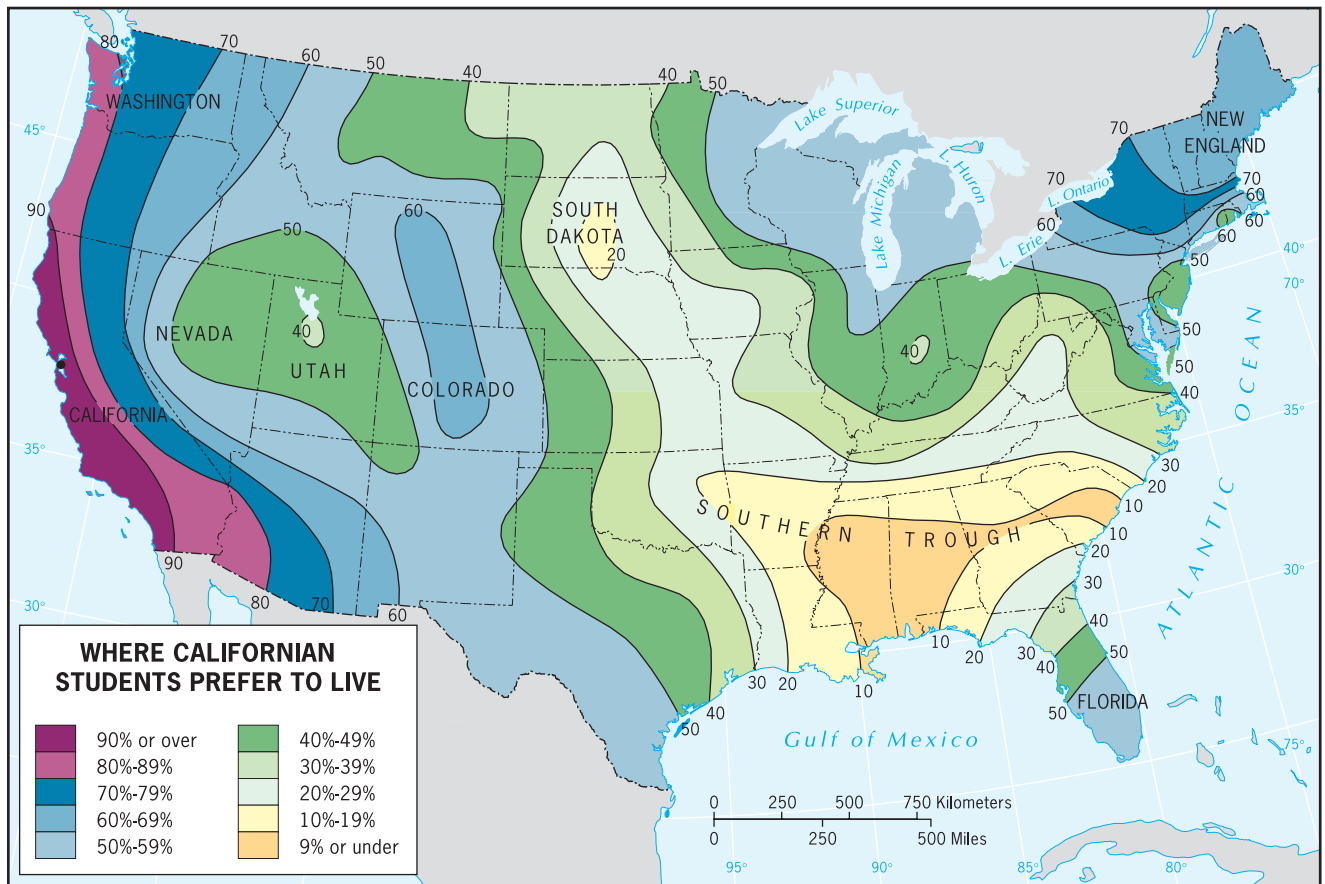 80
70
60
50
40
40
50
WASHINGTON
45°
NEW
ENGLAND
Lake Superior
Lake Michigan
L. Huron
L. Ontario
L. Erie
70
70
70
60
60
60
60
40°
70°
50
50
50
40
90
50
60
SOUTH
DAKOTA
20
NEVADA
40
UTAH
COLORADO
40
CALIFORNIA
35°
35°
30
20
10
10
20
30
40
50
SOUTHERN TROUGH
ATLANTIC OCEAN
30°
30°
90
80
70
60
10
20
30
40
50
FLORIDA
30
20
10
40
50
Gulf of Mexico
75°
WHERE CALIFORNIAN
STUDENTS PREFER TO LIVE
90% or over
80%-89%
70%-79%
60%-69%
50%-59%
40%-49%
30%-39%
20%-29%
10%-19%
9% or under
0 250 500 750 Kilometers
0 250 500 Miles
95°
90°
85°
80°